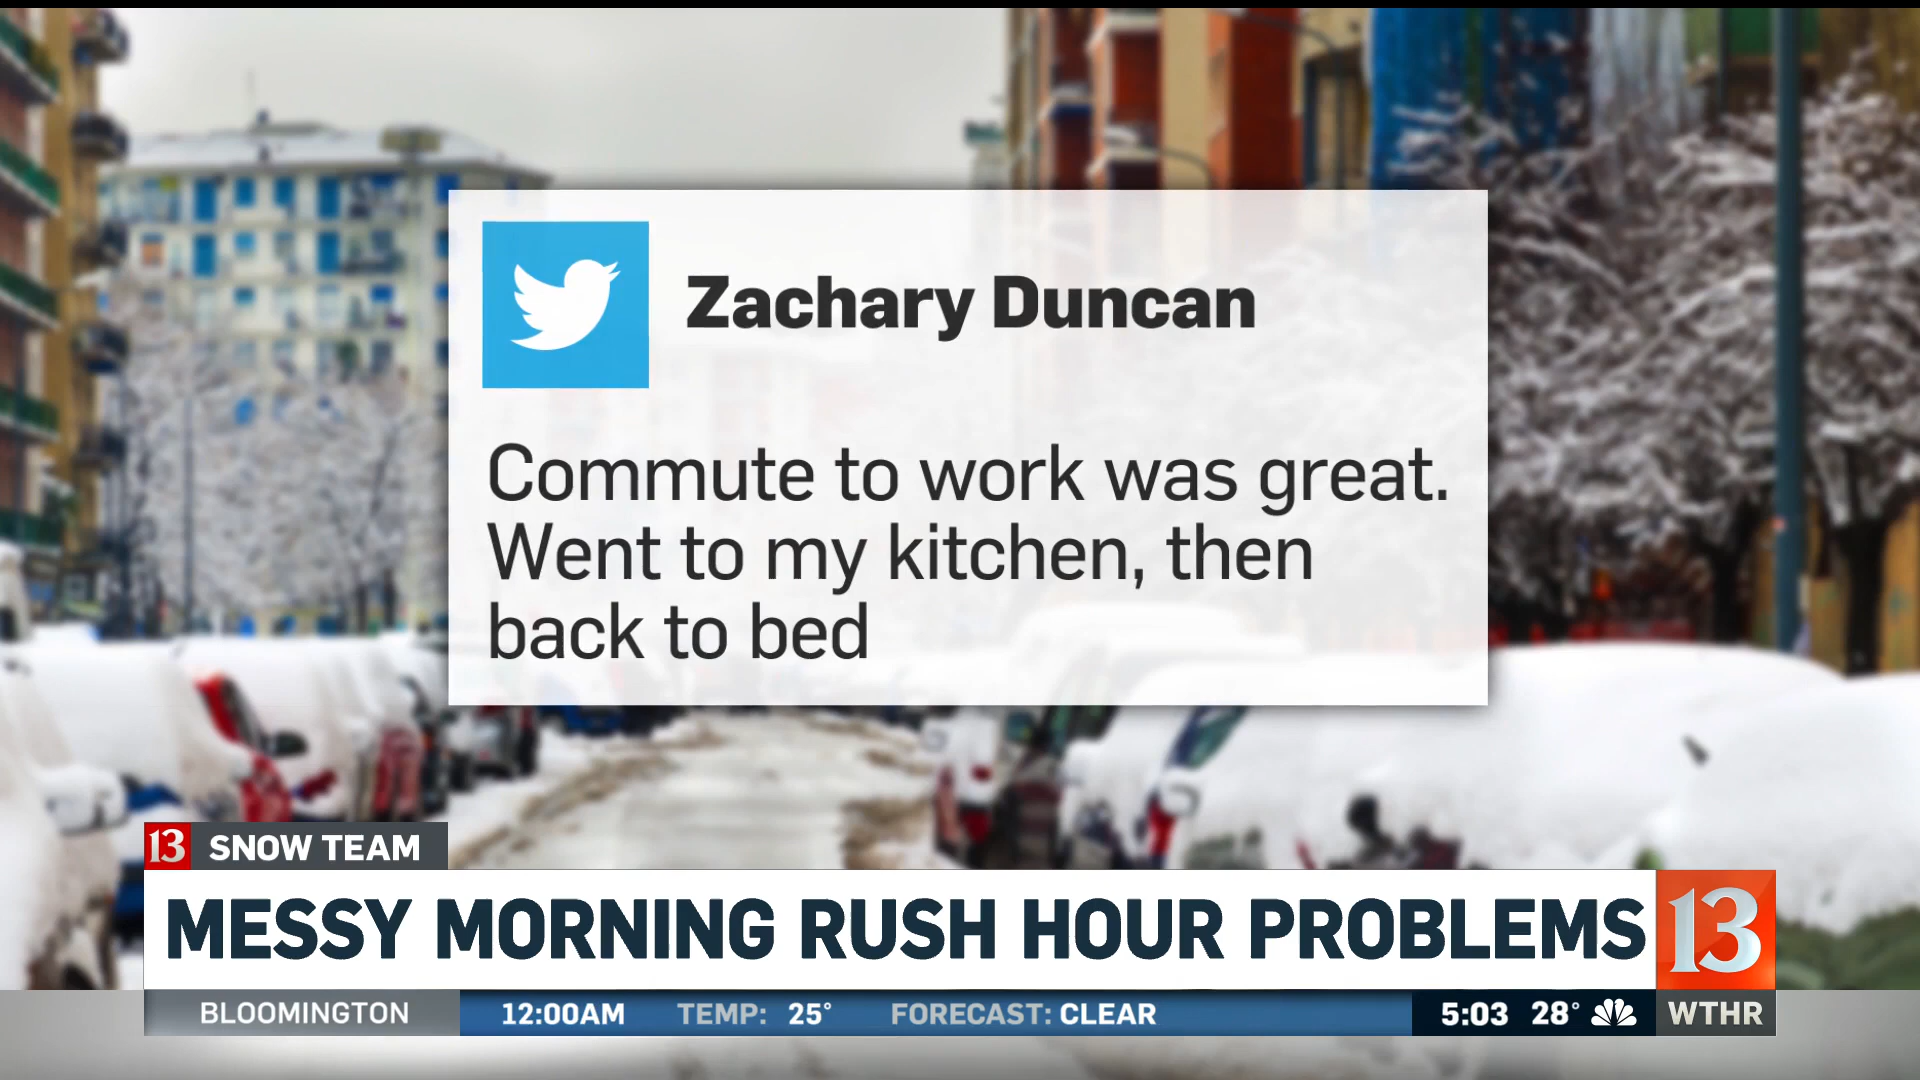 Zachary Duncan
Commute to work was great.
Went to my kitchen, then
back to bed
13 SNOW TEAM
MESSY MORNING RUSH HOUR PROBLEMS 13
BLOOMINGTON 12:00AM TEMP: 25° FORECAST: CLEAR 5:03 28° WTHR